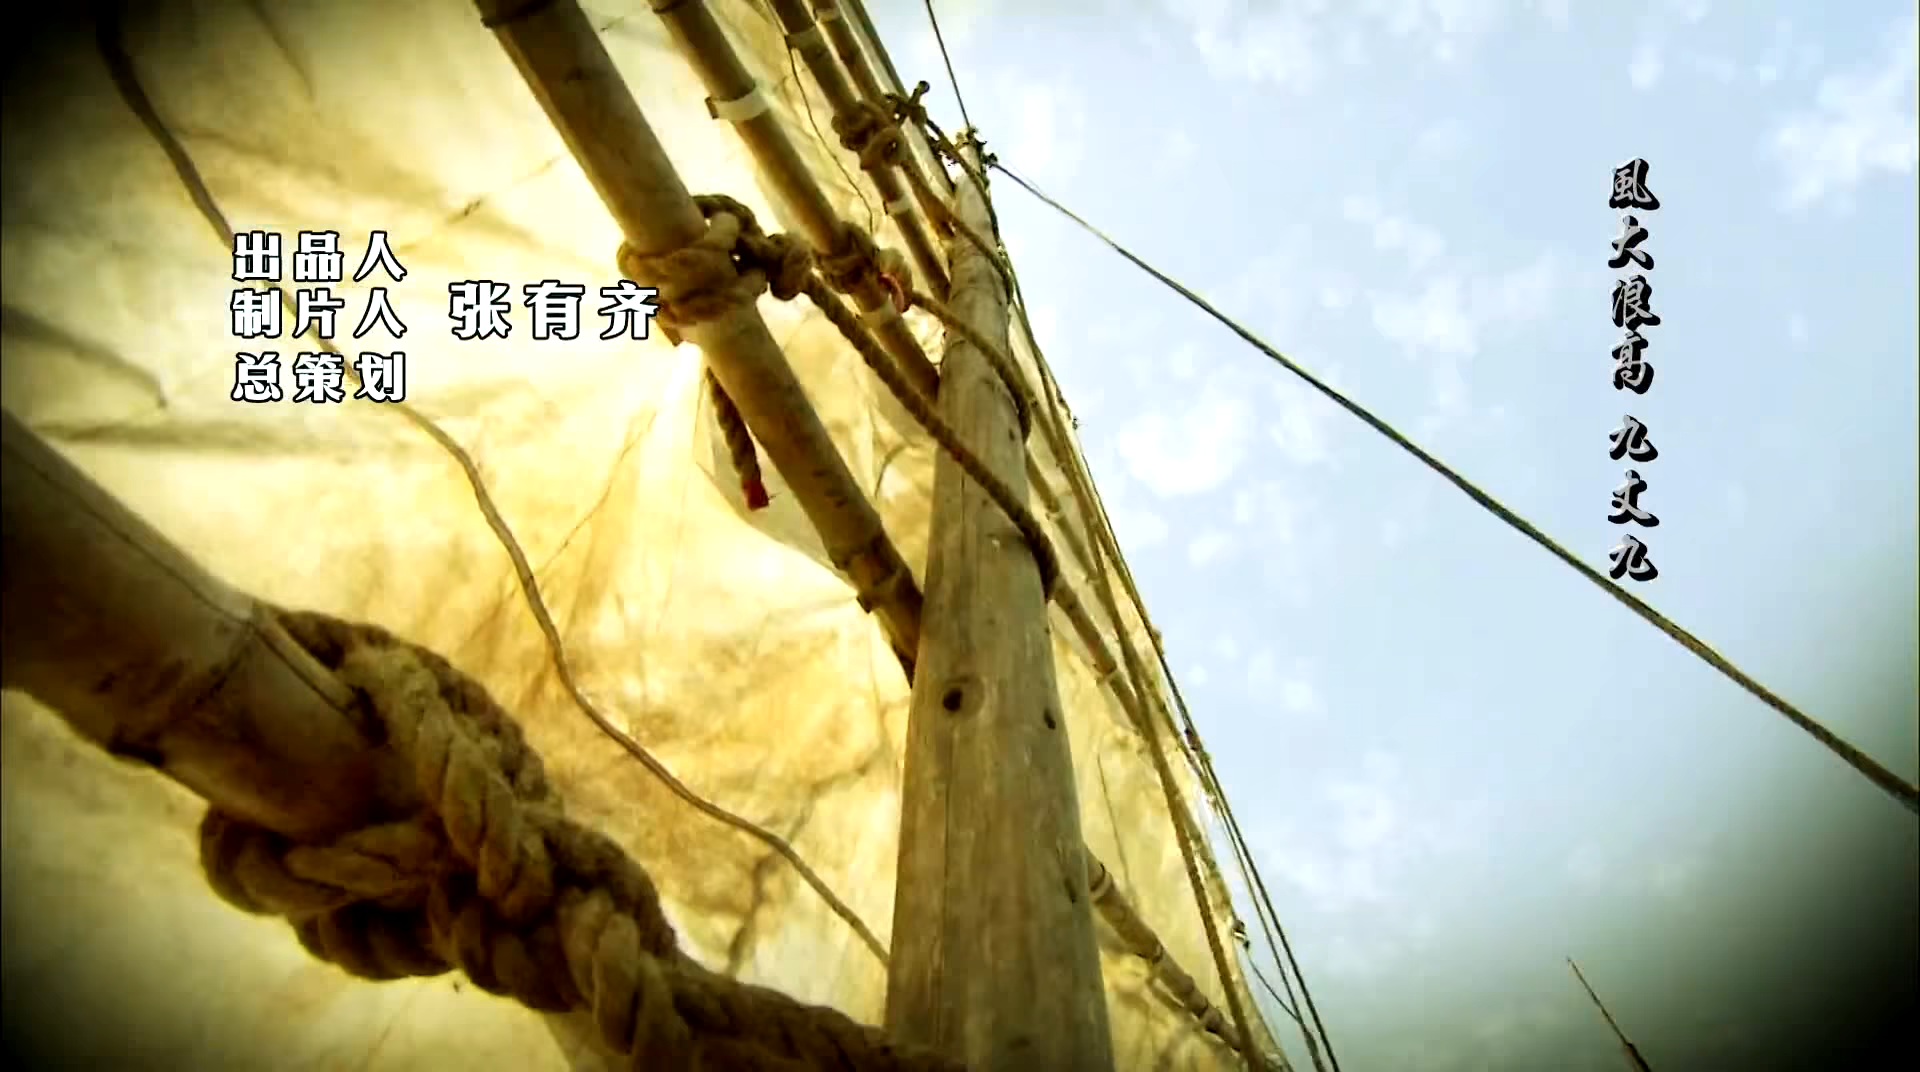 出品人
制片人 张有齐
总策划
風大浪高 九丈九